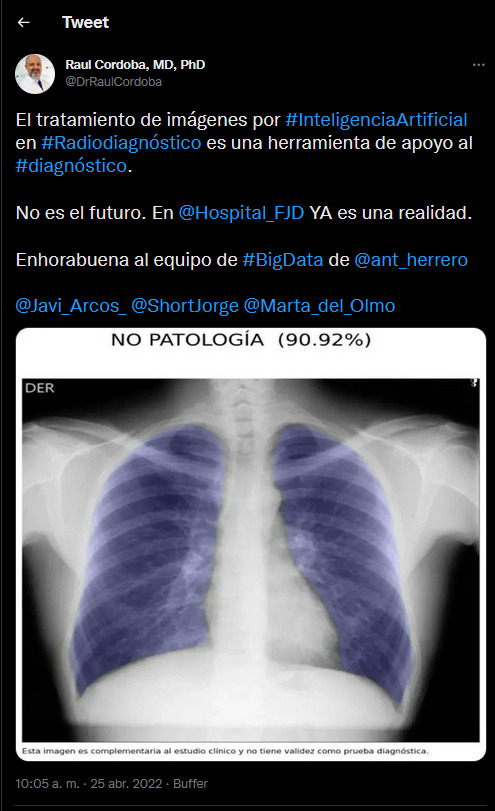 Tweet
Raul Cordoba, MD, PhD
@DrRaulCordoba
El tratamiento de imágenes por #InteligenciaArtificial
en #Radiodiagnóstico es una herramienta de apoyo al
#diagnóstico.
No es el futuro. En @Hospital_FJD YA es una realidad.
Enhorabuena al equipo de #BigData de @ant_herrero
@Javi_Arcos_ @ShortJorge @Marta_del_Olmo
NO PATOLOGÍA (90.92%)
DER
Esta imagen es complementaria al estudio clínico y no tiene validez como prueba diagnóstica.
10:05 a. m. · 25 abr. 2022 · Buffer